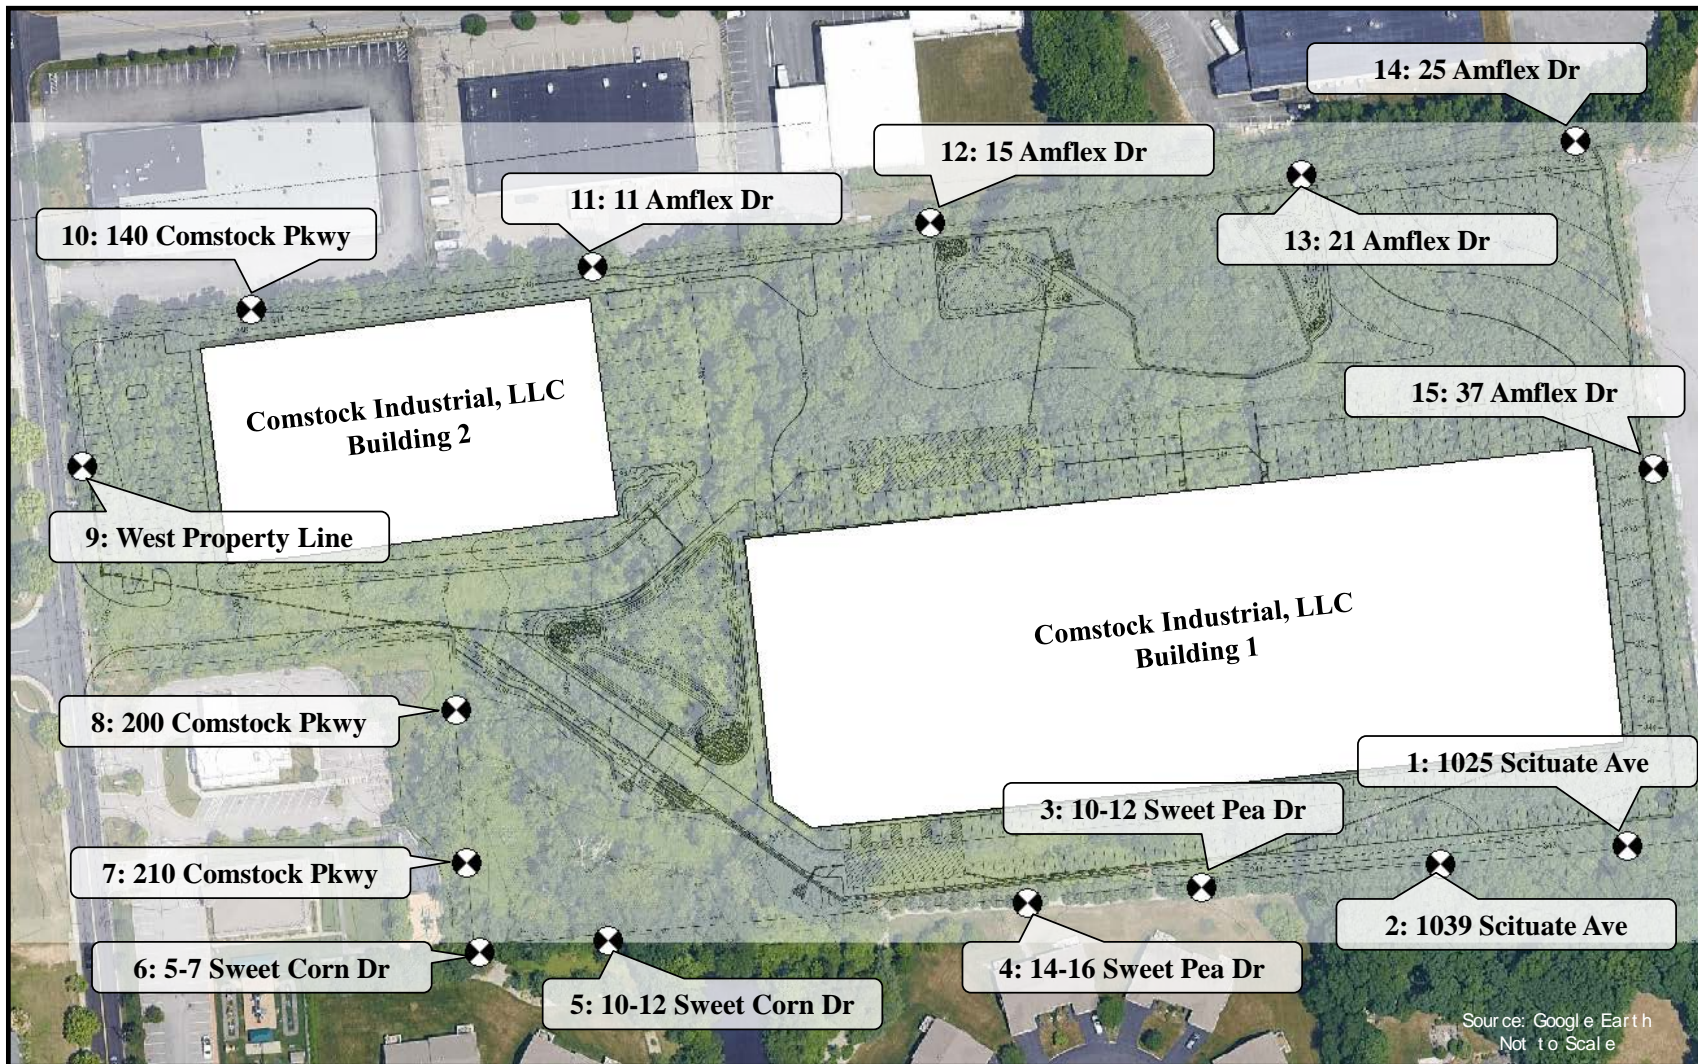 14: 25 Amflex Dr
12: 15 Amflex Dr
11: 11 Amflex Dr
10: 140 Comstock Pkwy
13: 21 Amflex Dr
15: 37 Amflex Dr
Comstock Industrial, LLC
Building 2
9: West Property Line
Comstock Industrial, LLC
Building 1
8: 200 Comstock Pkwy
1: 1025 Scituate Ave
3: 10-12 Sweet Pea Dr
7: 210 Comstock Pkwy
2: 1039 Scituate Ave
6: 5-7 Sweet Corn Dr
4: 14-16 Sweet Pea Dr
5: 10-12 Sweet Corn Dr
Source: Google Earth
Not to Scale